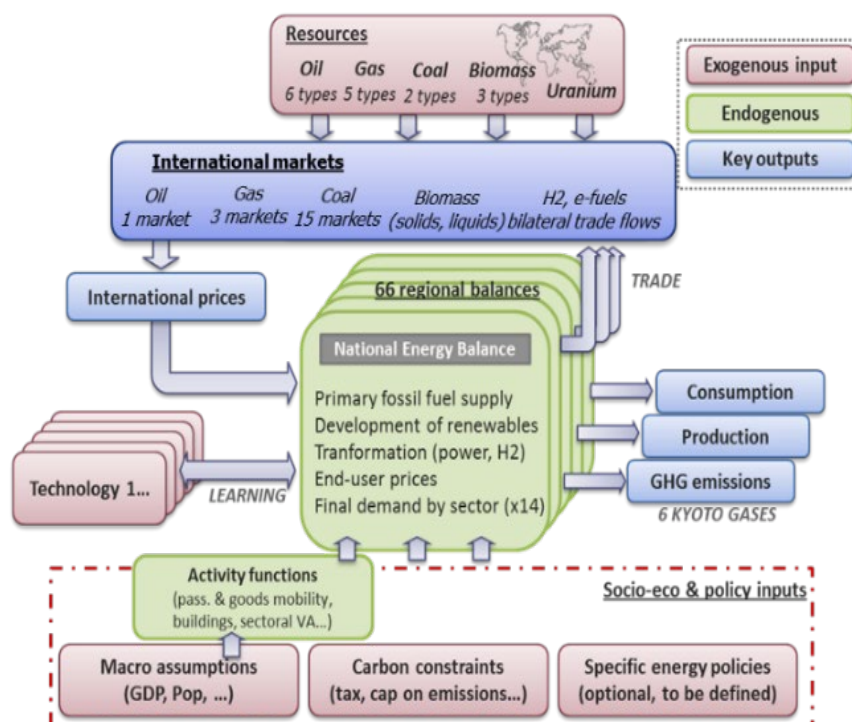 Resources
Oil Gas Coal Biomass
6 types 5 types 2 types 3 types Uranium
Exogenous input
Endogenous
Key outputs
International markets
Oil Gas Coal Biomass H2, e-fuels
1 market 3 markets 15 markets (solids, liquids) bilateral trade flows
International prices
66 regional balances
TRADE
National Energy Balance
Primary fossil fuel supply
Development of renewables
Tranformation (power, H2)
End-user prices
Final demand by sector (x14)
Consumption
Production
GHG emissions
6 KYOTO GASES
Technology 1...
LEARNING
Activity functions
(pass. & goods mobility,
buildings, sectoral VA...)
Socio-eco & policy inputs
Macro assumptions
(GDP, Pop, ...)
Carbon constraints
(tax, cap on emissions...)
Specific energy policies
(optional, to be defined)